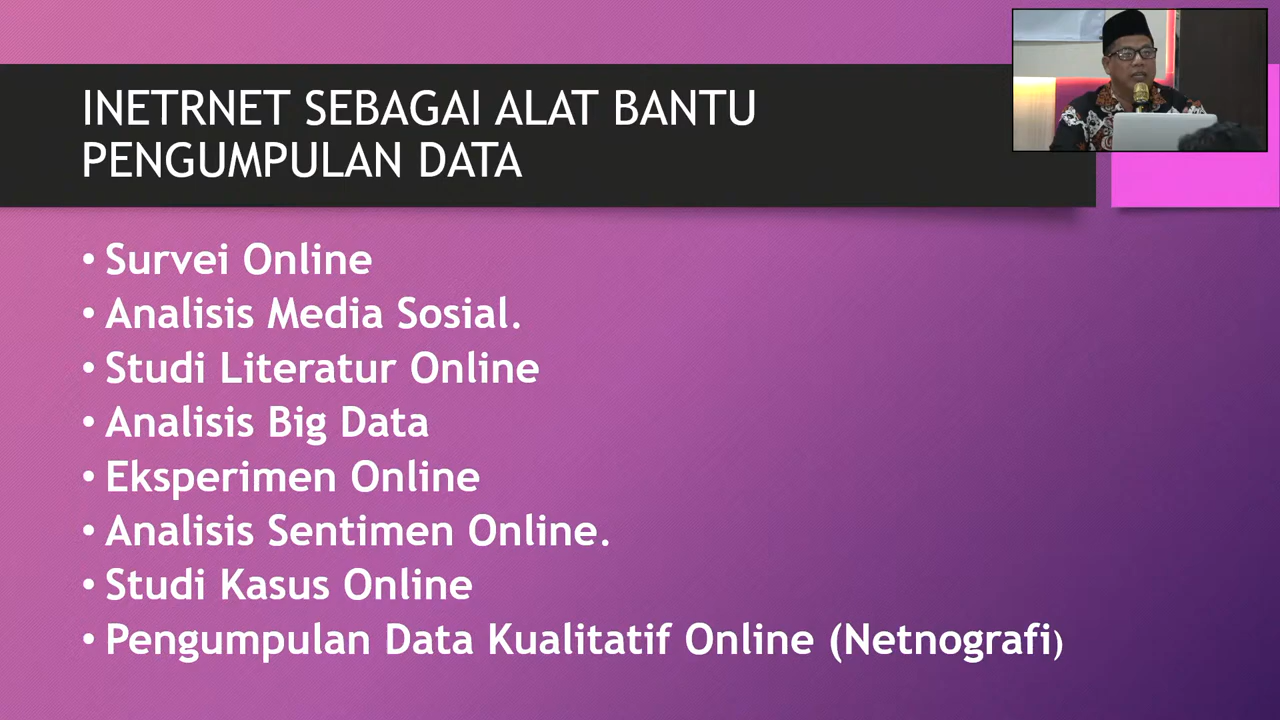 INETRNET SEBAGAI ALAT BANTU
PENGUMPULAN DATA
• Survei Online
• Analisis Media Sosial.
• Studi Literatur Online
• Analisis Big Data
• Eksperimen Online
• Analisis Sentimen Online.
• Studi Kasus Online
• Pengumpulan Data Kualitatif Online (Netnografi)